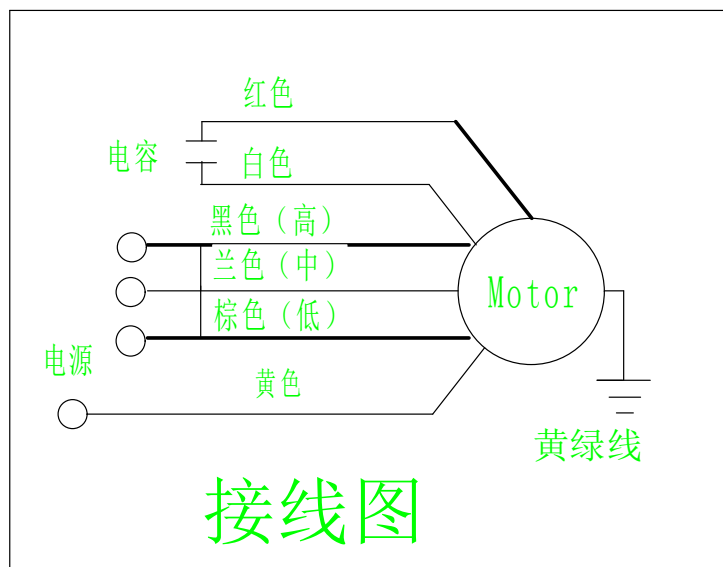 红色
电容
白色
黑色（高）
兰色（中）
Motor
棕色（低）
电源
黄色
黄绿线
接线图